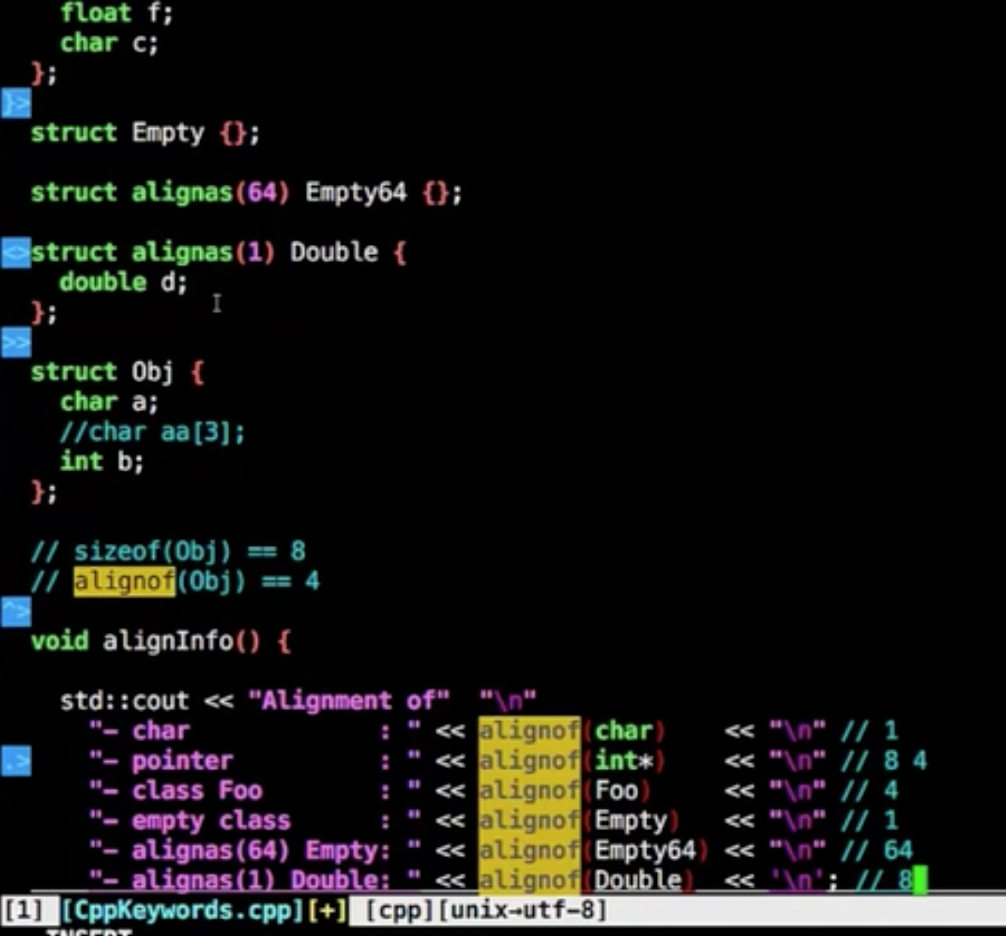 float f;
char c;
};
}>
struct Empty {};
struct alignas(64) Empty64 {};
<>struct alignas(1) Double {
double d;
};
>>
struct Obj {
char a;
//char aa[3];
int b;
};
// sizeof(Obj) == 8
// alignof(Obj) == 4
^>
void alignInfo() {
std::cout << "Alignment of"  "\n"
"– char             : " << alignof(char)    << "\n" // 1
.>  "– pointer          : " << alignof(int*)    << "\n" // 8 4
"– class Foo        : " << alignof(Foo)     << "\n" // 4
"– empty class      : " << alignof(Empty)   << "\n" // 1
"– alignas(64) Empty: " << alignof(Empty64) << "\n" // 64
"– alignas(1) Double: " << alignof(Double)  << '\n'; // 8
[1] [CppKeywords.cpp][+] [cpp][unix→utf-8]
INSERT